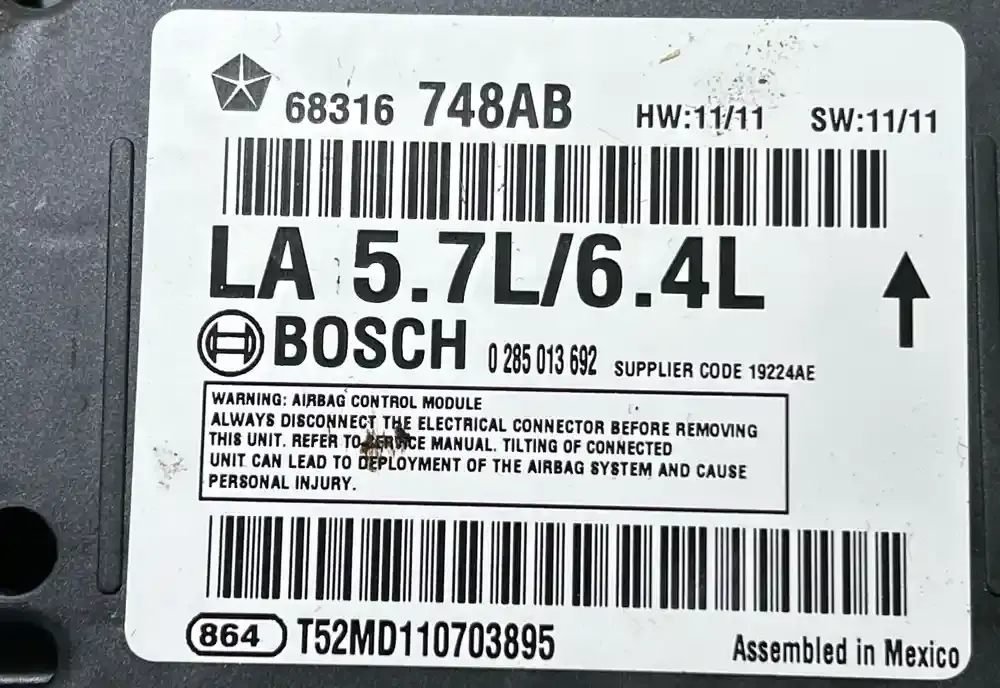 68316 748AB HW:11/11 SW:11/11
LA 5.7L/6.4L
BOSCH 0 285 013 692 SUPPLIER CODE 19224AE
WARNING: AIRBAG CONTROL MODULE
ALWAYS DISCONNECT THE ELECTRICAL CONNECTOR BEFORE REMOVING
THIS UNIT. REFER TO SERVICE MANUAL. TILTING OF CONNECTED
UNIT CAN LEAD TO DEPLOYMENT OF THE AIRBAG SYSTEM AND CAUSE
PERSONAL INJURY.
864 T52MD110703895
Assembled in Mexico